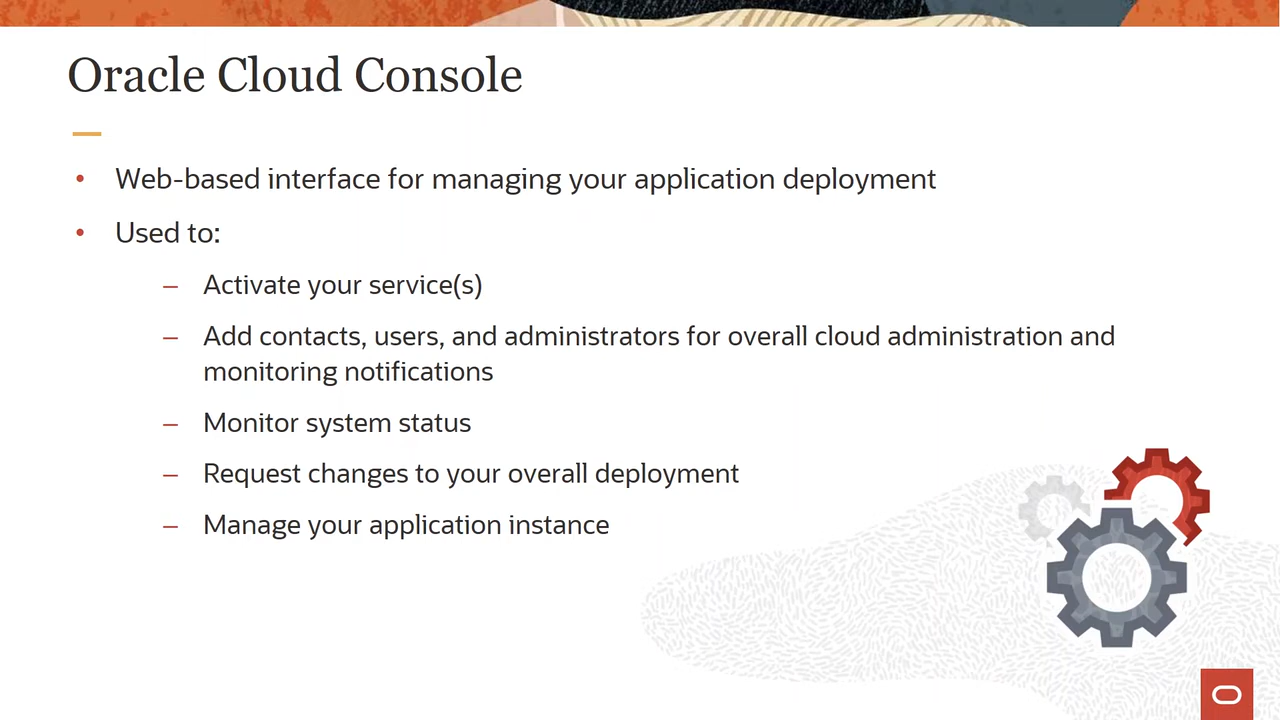 Oracle Cloud Console
• Web-based interface for managing your application deployment
• Used to:
– Activate your service(s)
– Add contacts, users, and administrators for overall cloud administration and
monitoring notifications
– Monitor system status
– Request changes to your overall deployment
– Manage your application instance